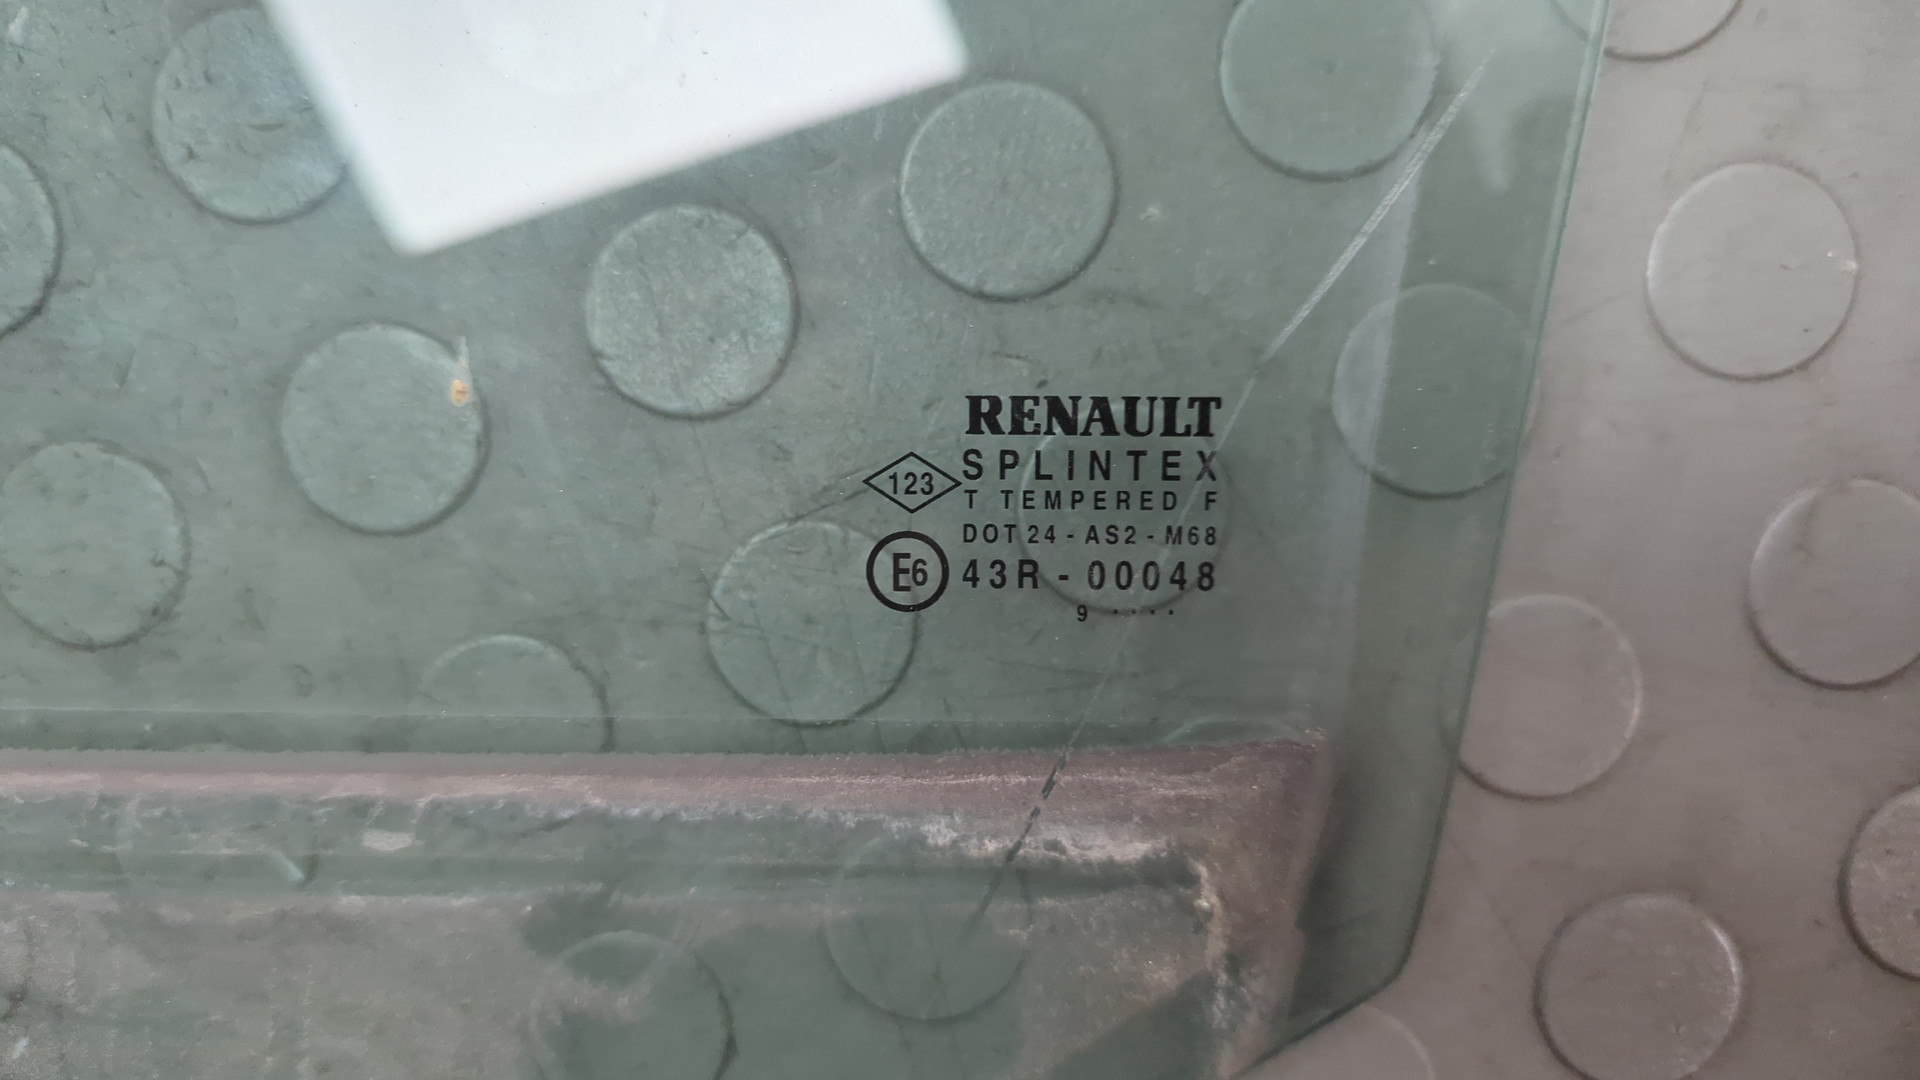 RENAULT
123 SPLINTEX
T TEMPERED F
DOT 24 - AS2 - M68
E6 43R - 00048
9 ....